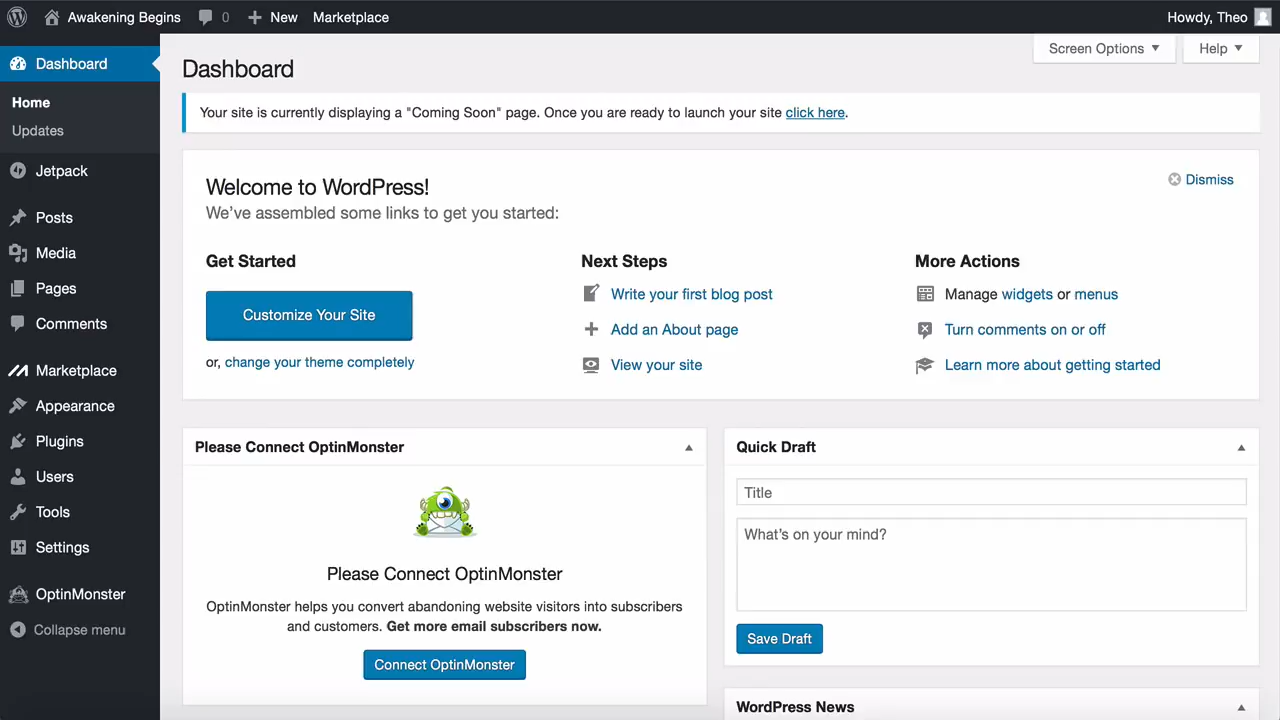 Awakening Begins 0 New Marketplace Howdy, Theo
Dashboard
Home
Updates
Jetpack
Posts
Media
Pages
Comments
Marketplace
Appearance
Plugins
Users
Tools
Settings
OptinMonster
Collapse menu
Screen Options Help
Dashboard
Your site is currently displaying a "Coming Soon" page. Once you are ready to launch your site click here.
Welcome to WordPress!
Dismiss
We’ve assembled some links to get you started:
Get Started
Customize Your Site
or, change your theme completely
Next Steps
Write your first blog post
Add an About page
View your site
More Actions
Manage widgets or menus
Turn comments on or off
Learn more about getting started
Please Connect OptinMonster
Please Connect OptinMonster
OptinMonster helps you convert abandoning website visitors into subscribers
and customers. Get more email subscribers now.
Connect OptinMonster
Quick Draft
Title
What’s on your mind?
Save Draft
WordPress News